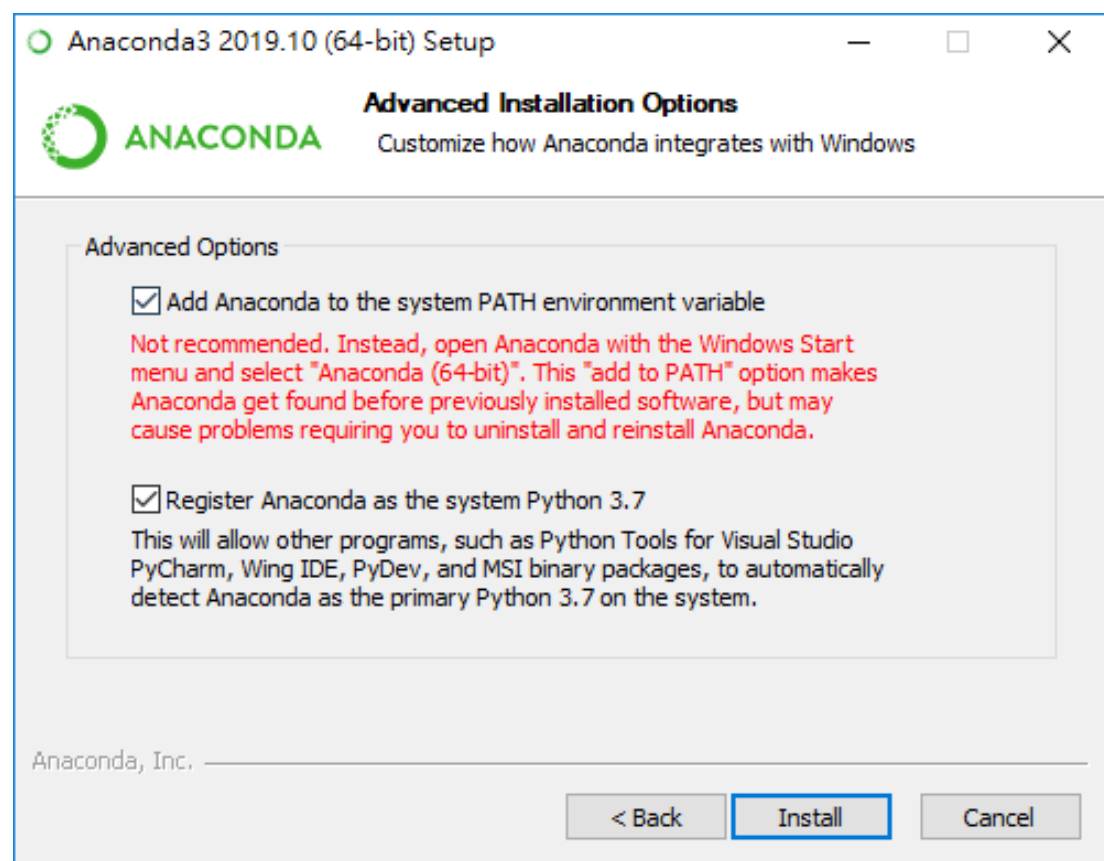 Anaconda3 2019.10 (64-bit) Setup
ANACONDA
Advanced Installation Options
Customize how Anaconda integrates with Windows
Advanced Options
Add Anaconda to the system PATH environment variable
Not recommended. Instead, open Anaconda with the Windows Start
menu and select "Anaconda (64-bit)". This "add to PATH" option makes
Anaconda get found before previously installed software, but may
cause problems requiring you to uninstall and reinstall Anaconda.
Register Anaconda as the system Python 3.7
This will allow other programs, such as Python Tools for Visual Studio
PyCharm, Wing IDE, PyDev, and MSI binary packages, to automatically
detect Anaconda as the primary Python 3.7 on the system.
Anaconda, Inc.
< Back Install Cancel